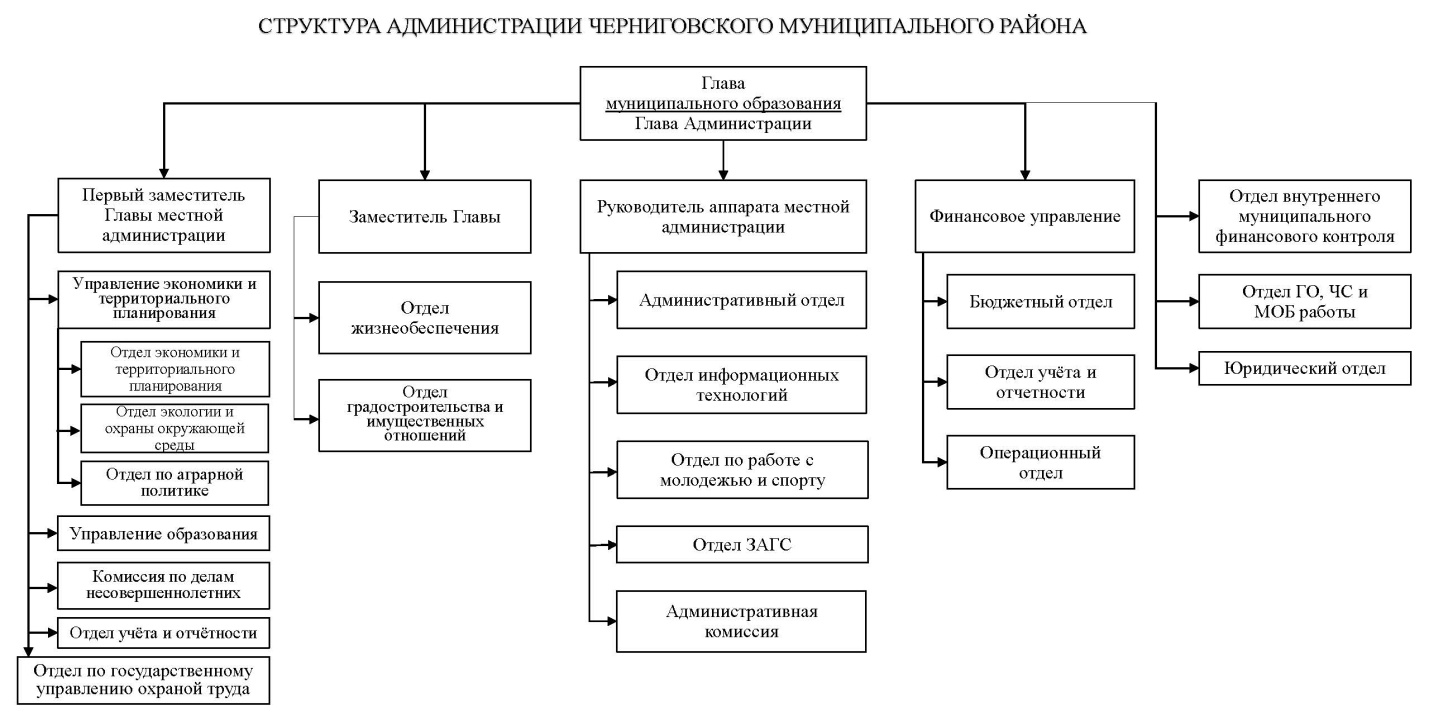 СТРУКТУРА АДМИНИСТРАЦИИ ЧЕРНИГОВСКОГО МУНИЦИПАЛЬНОГО РАЙОНА
Глава
муниципального образования
Глава Администрации
Первый заместитель
Главы местной
администрации
Управление экономики и
территориального
планирования
Отдел экономики и
территориального
планирования
Отдел экологии и
охраны окружающей
среды
Отдел по аграрной
политике
Управление образования
Комиссия по делам
несовершеннолетних
Отдел учёта и отчётности
Отдел по государственному
управлению охраной труда
Заместитель Главы
Отдел
жизнеобеспечения
Отдел
градостроительства и
имущественных
отношений
Руководитель аппарата местной
администрации
Административный отдел
Отдел информационных
технологий
Отдел по работе с
молодежью и спорту
Отдел ЗАГС
Административная
комиссия
Финансовое управление
Бюджетный отдел
Отдел учёта и
отчетности
Операционный
отдел
Отдел внутреннего
муниципального
финансового контроля
Отдел ГО, ЧС и
МОБ работы
Юридический отдел